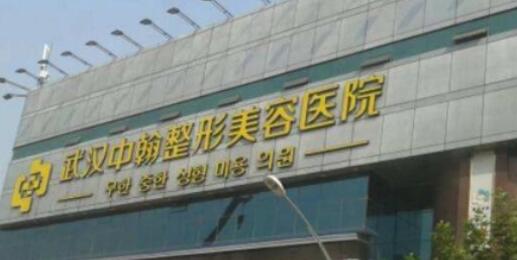 武汉中翰整形美容医院
우한 중한 성형 미용 의원